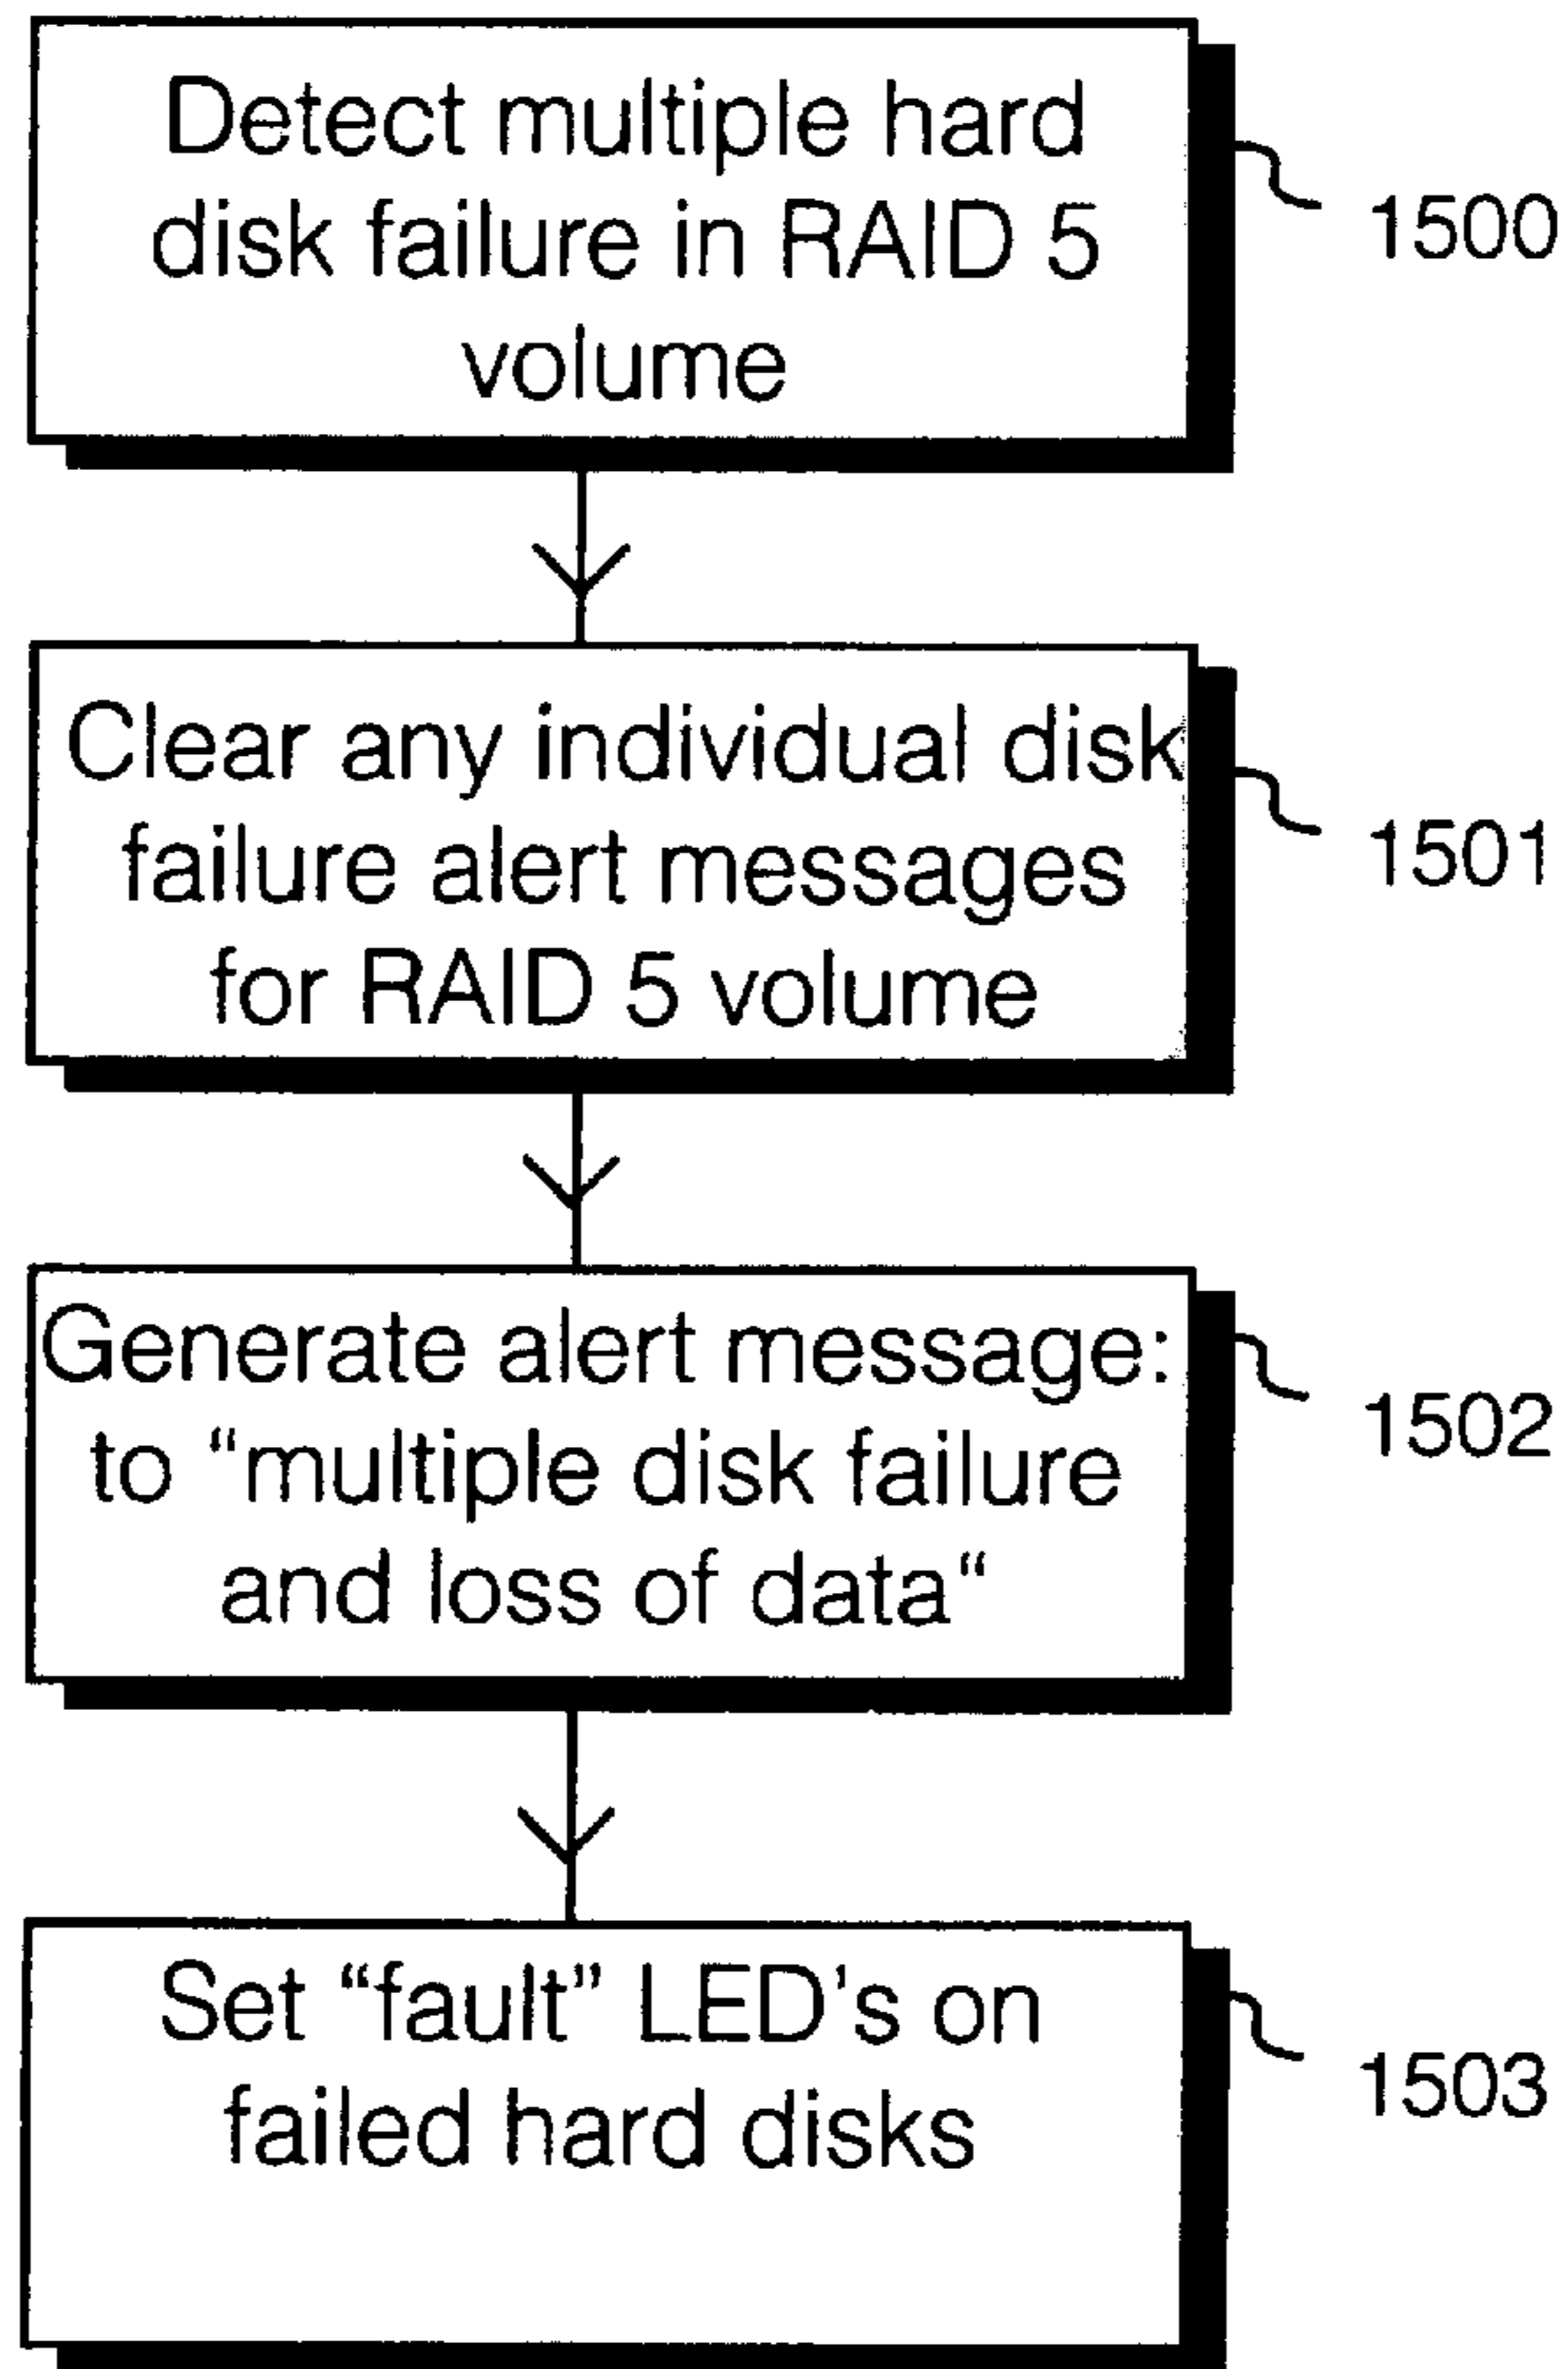 Detect multiple hard
disk failure in RAID 5
volume
1500
Clear any individual disk
failure alert messages
for RAID 5 volume
1501
Generate alert message:
to “multiple disk failure
and loss of data“
1502
Set “fault” LED's on
failed hard disks
1503